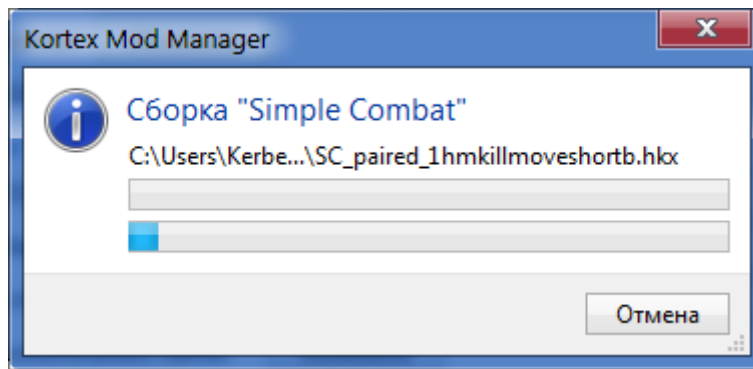 Kortex Mod Manager
Сборка "Simple Combat"
C:\Users\Kerbe...\SC_paired_1hmkillmoveshortb.hkx
Отмена